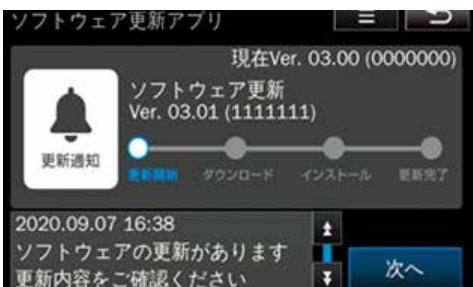 ソフトウェア更新アプリ
現在Ver. 03.00 (0000000)
ソフトウェア更新
Ver. 03.01 (1111111)
更新通知
更新開始 ダウンロード インストール 更新完了
2020.09.07 16:38
ソフトウェアの更新があります
更新内容をご確認ください
次へ